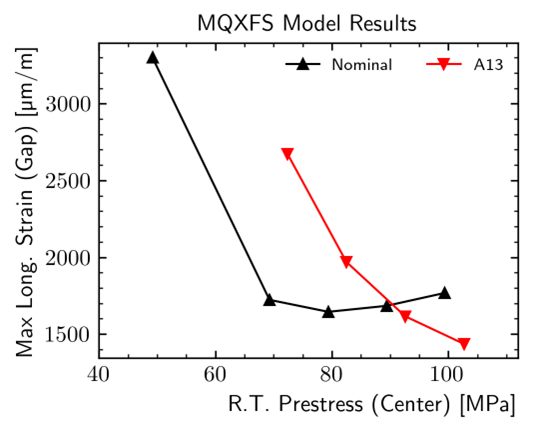 MQXFS Model Results
Nominal
A13
Max Long. Strain (Gap) [μm/m]
3000
2500
2000
1500
40
60
80
100
R.T. Prestress (Center) [MPa]